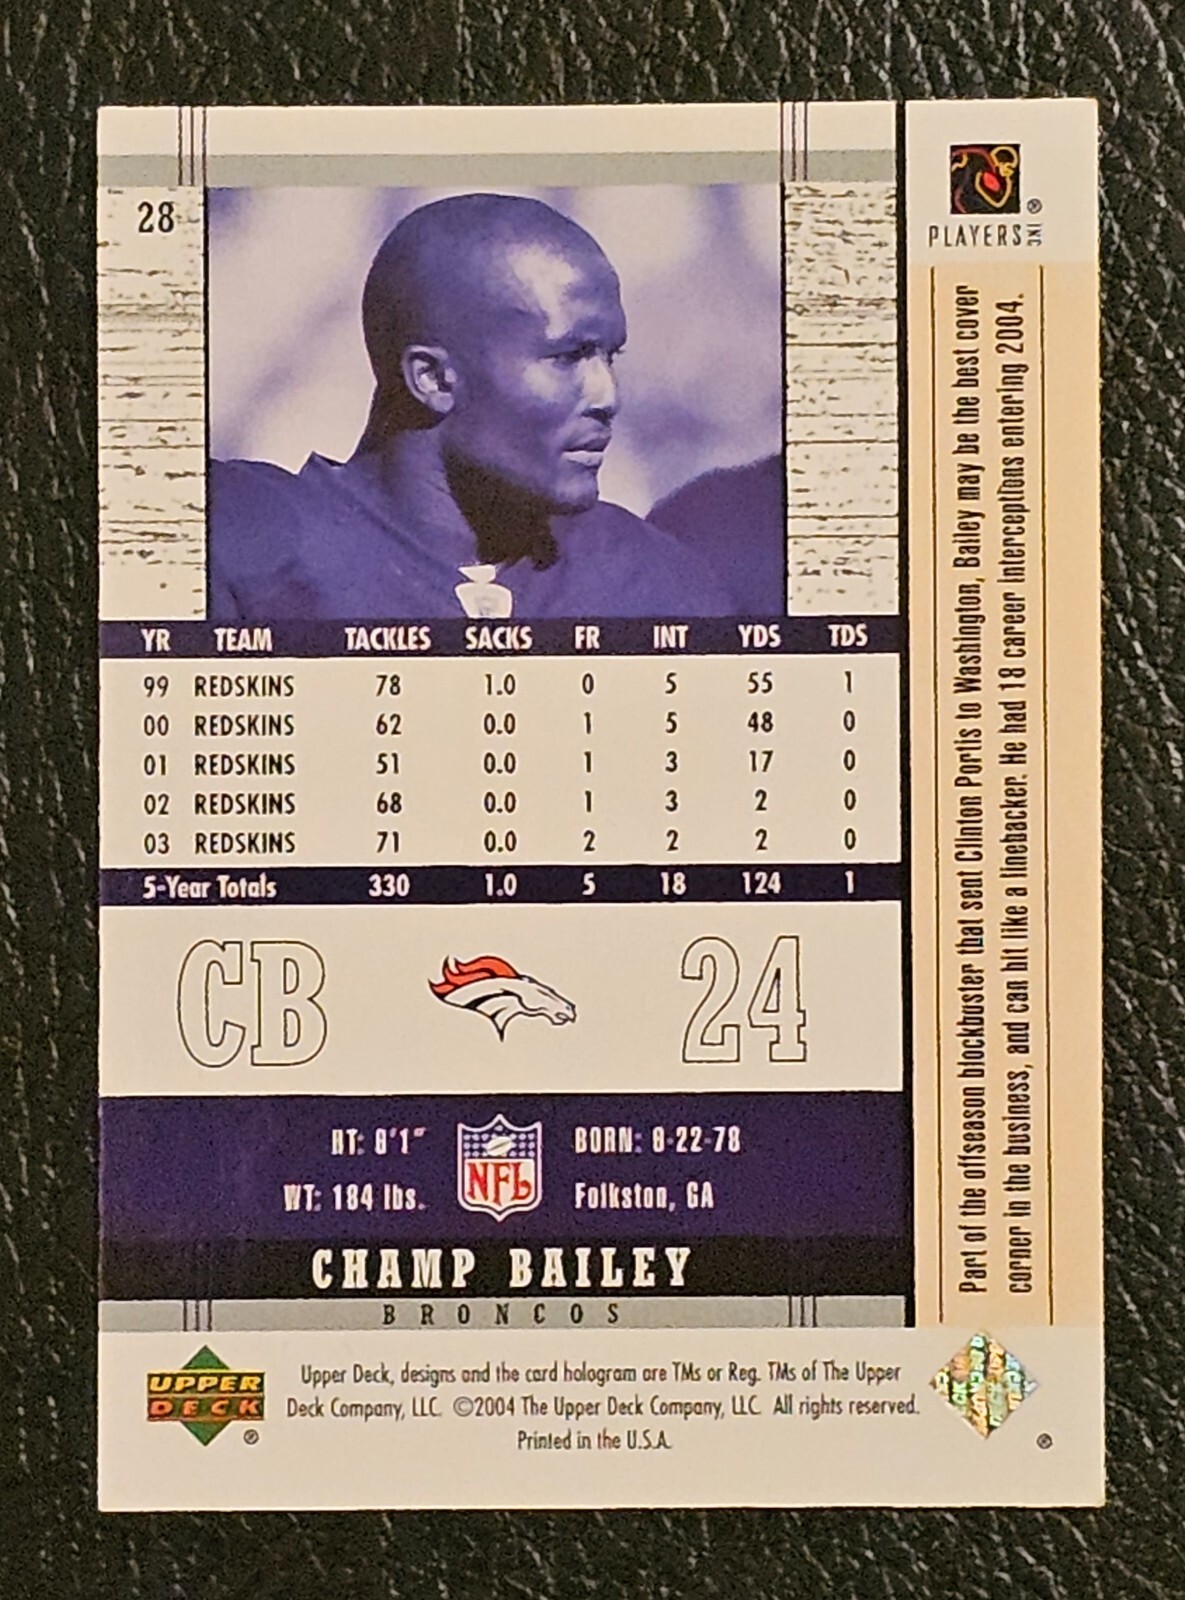 28
PLAYERS INC ®
YR TEAM TACKLES SACKS FR INT YDS TDS
99 REDSKINS 78 1.0 0 5 55 1
00 REDSKINS 62 0.0 1 5 48 0
01 REDSKINS 51 0.0 1 3 17 0
02 REDSKINS 68 0.0 1 3 2 0
03 REDSKINS 71 0.0 2 2 2 0
5-Year Totals 330 1.0 5 18 124 1
CB 24
HT: 6'1" BORN: 6-22-78
WT: 184 lbs. Folkston, GA
NFL
CHAMP BAILEY
BRONCOS
Part of the offseason blockbuster that sent Clinton Portis to Washington, Bailey may be the best cover
corner in the business, and can hit like a linebacker. He had 18 career interceptions entering 2004.
UPPER
DECK
®
Upper Deck, designs and the card hologram are TMs or Reg. TMs of The Upper
Deck Company, LLC. ©2004 The Upper Deck Company, LLC. All rights reserved.
Printed in the U.S.A.
®